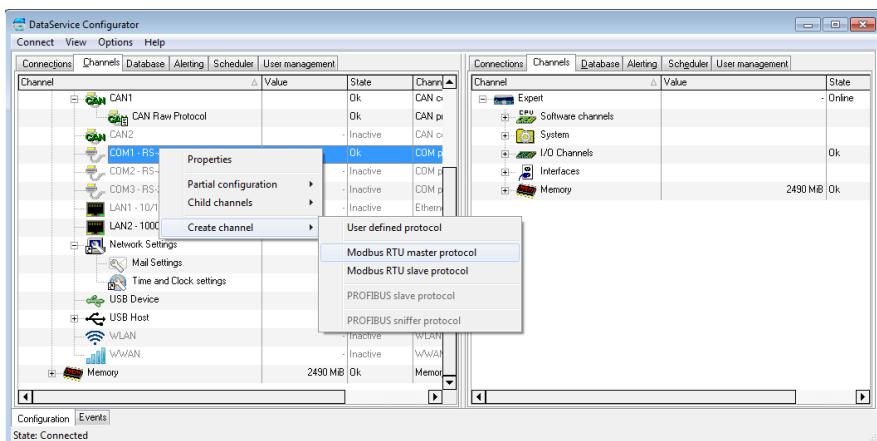 DataService Configurator
Connect View Options Help
Connections Channels Database Alerting Scheduler User management
Channel Value State Chann
CAN1 Ok CAN c
CAN Raw Protocol Ok CAN p
CAN2 - Inactive CAN c
COM1 - RS- Ok COM p
COM2 - RS- - Inactive COM p
COM3 - RS- - Inactive COM p
LAN1 - 10/1 - Inactive Ethern
LAN2 - 1000
Network Settings
Mail Settings
Time and Clock settings
USB Device
USB Host
WLAN - Inactive WLAN
WWAN - Inactive WWAN
Memory 2490 MiB Ok Memor
Properties
Partial configuration
Child channels
Create channel
User defined protocol
Modbus RTU master protocol
Modbus RTU slave protocol
PROFIBUS slave protocol
PROFIBUS sniffer protocol
Connections Channels Database Alerting Scheduler User management
Channel Value State
Expert - Online
CPU Software channels
System
I/O Channels Ok
Interfaces
Memory 2490 MiB Ok
Configuration Events
State: Connected